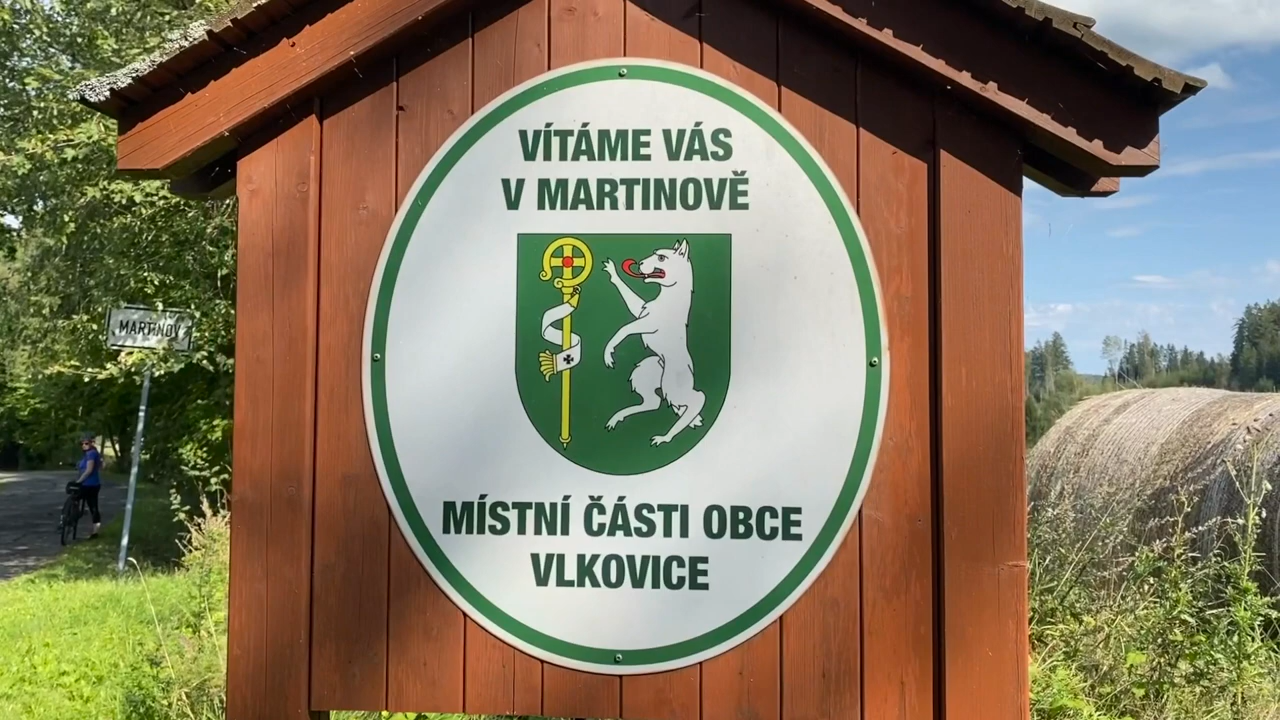 VÍTÁME VÁS
V MARTINOVĚ
MÍSTNÍ ČÁSTI OBCE
VLKOVICE
MARTINOV